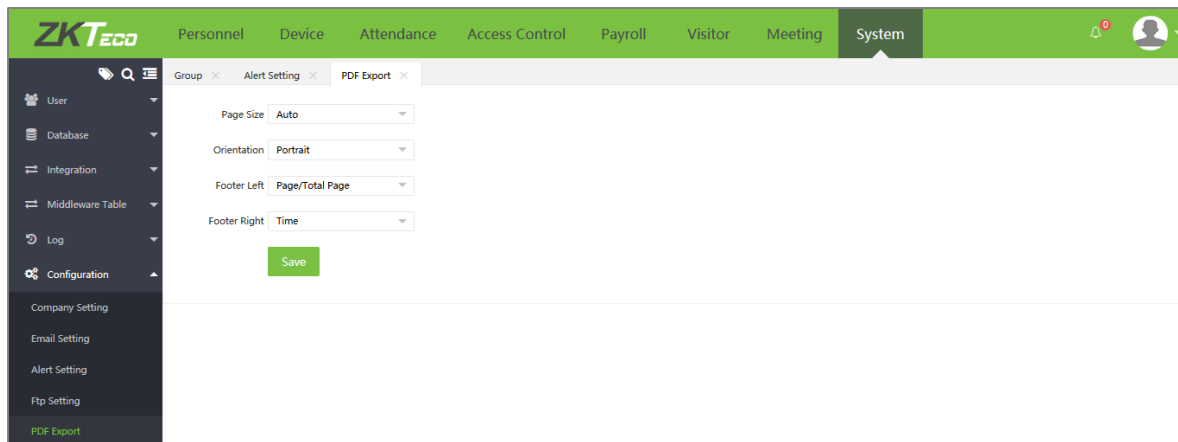 ZKTeco Personnel Device Attendance Access Control Payroll Visitor Meeting System 0
Group Alert Setting PDF Export
User
Database
Integration
Middleware Table
Log
Configuration
Company Setting
Email Setting
Alert Setting
Ftp Setting
PDF Export
Page Size Auto
Orientation Portrait
Footer Left Page/Total Page
Footer Right Time
Save